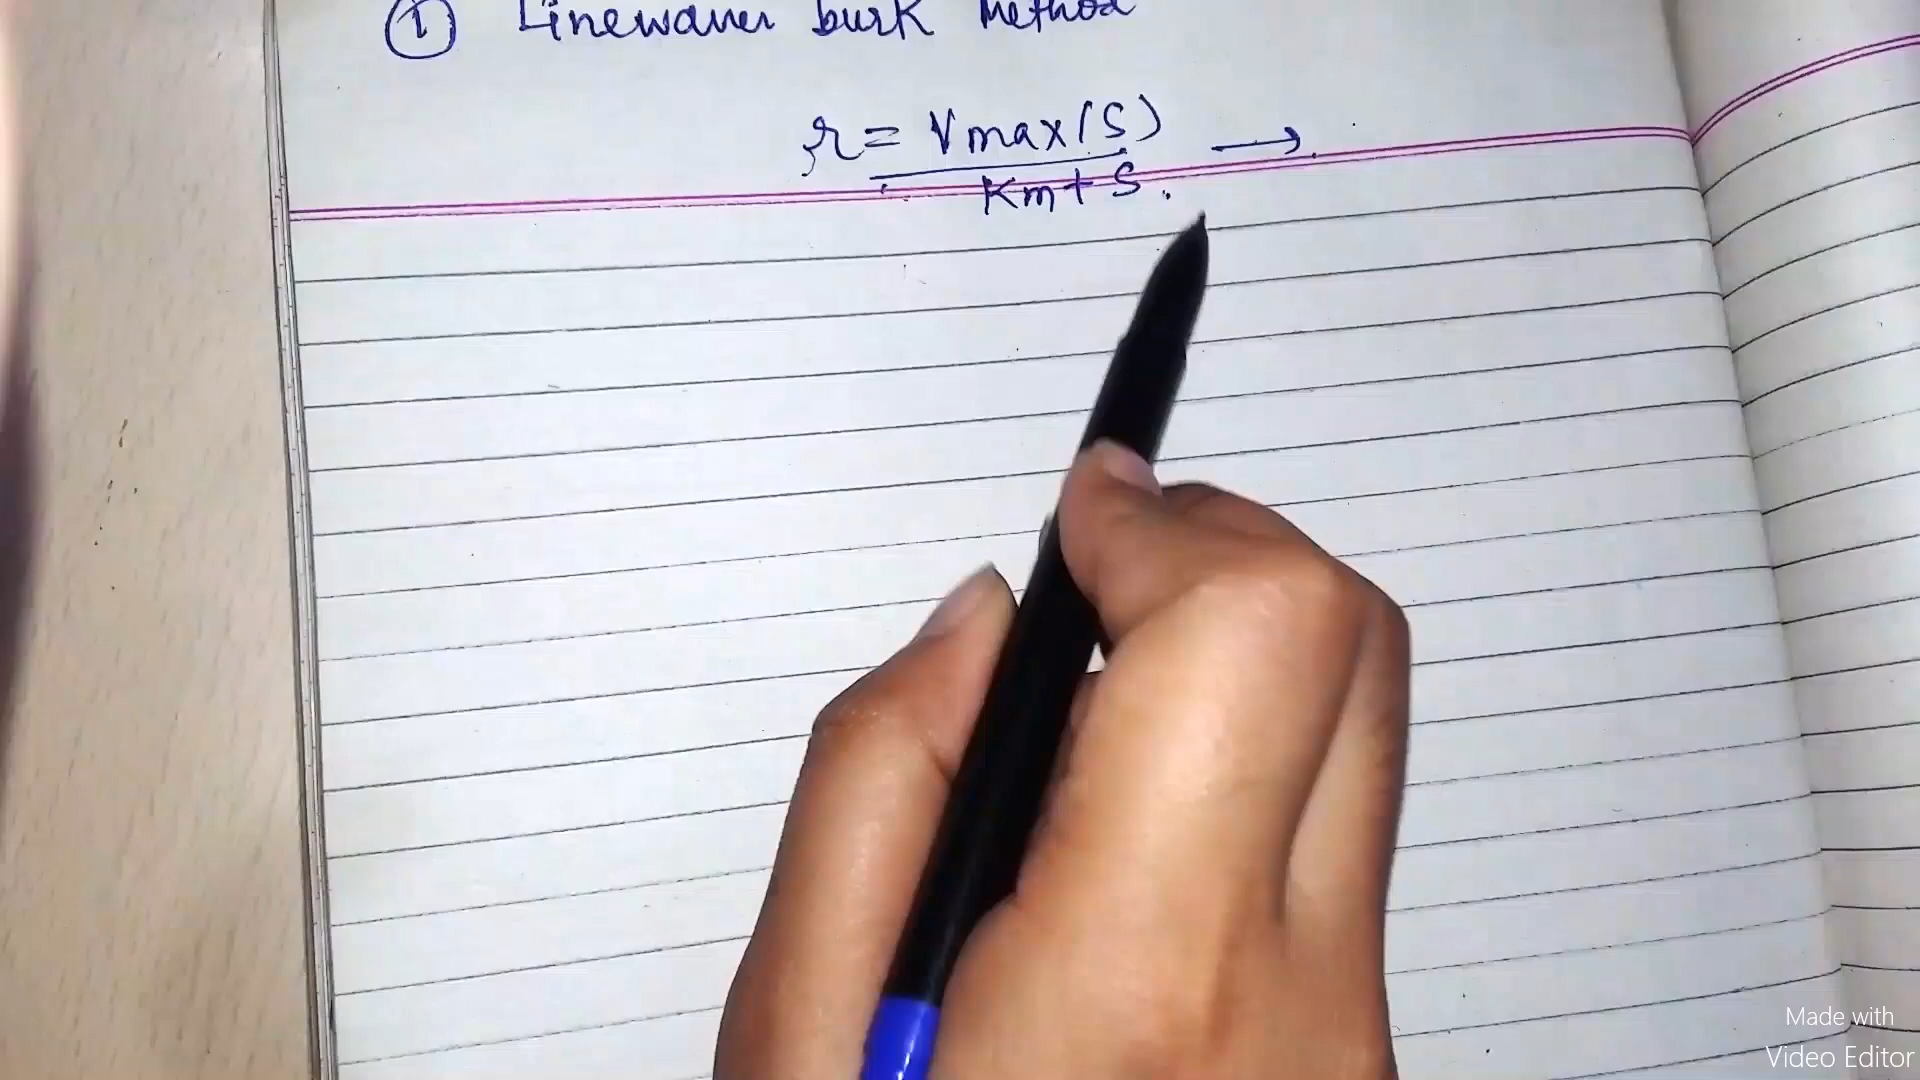 ① Linewaver burk Method
r = Vmax(S) →
Km + S.
Made with
Video Editor